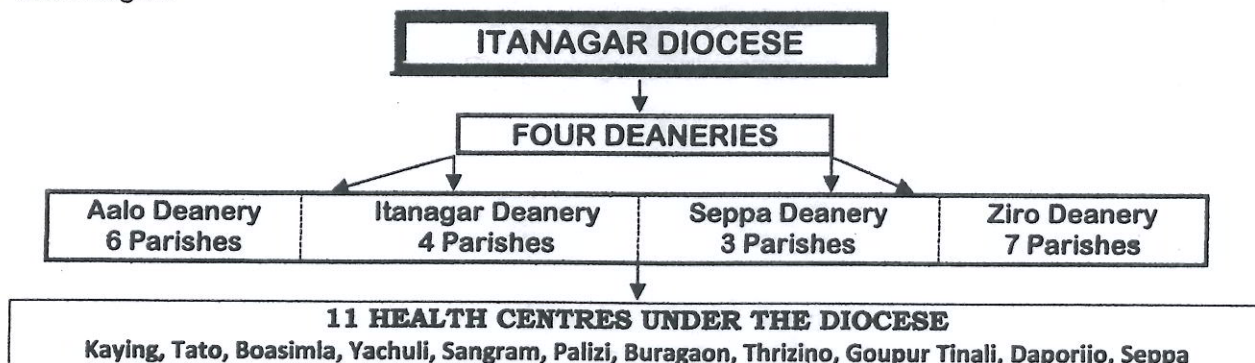 ITANAGAR DIOCESE
FOUR DEANERIES
Aalo Deanery
6 Parishes
Itanagar Deanery
4 Parishes
Seppa Deanery
3 Parishes
Ziro Deanery
7 Parishes
11 HEALTH CENTRES UNDER THE DIOCESE
Kaying, Tato, Boasimla, Yachuli, Sangram, Palizi, Buragaon, Thrizino, Goupur Tinali, Daporijo, Seppa